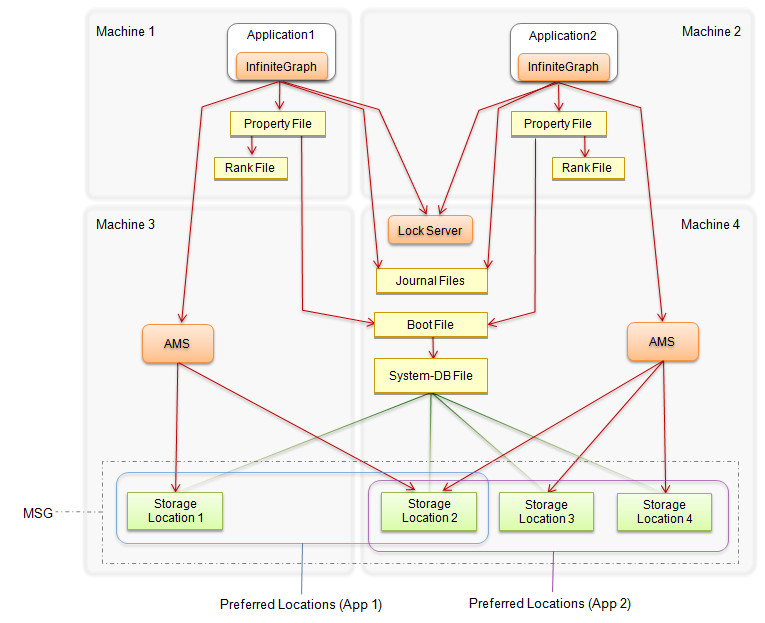 Machine 1
Application1
InfiniteGraph
Property File
Rank File
Machine 2
Application2
InfiniteGraph
Property File
Rank File
Machine 3
Machine 4
Lock Server
Journal Files
Boot File
System-DB File
AMS
AMS
MSG
Storage
Location 1
Storage
Location 2
Storage
Location 3
Storage
Location 4
Preferred Locations (App 1)
Preferred Locations (App 2)